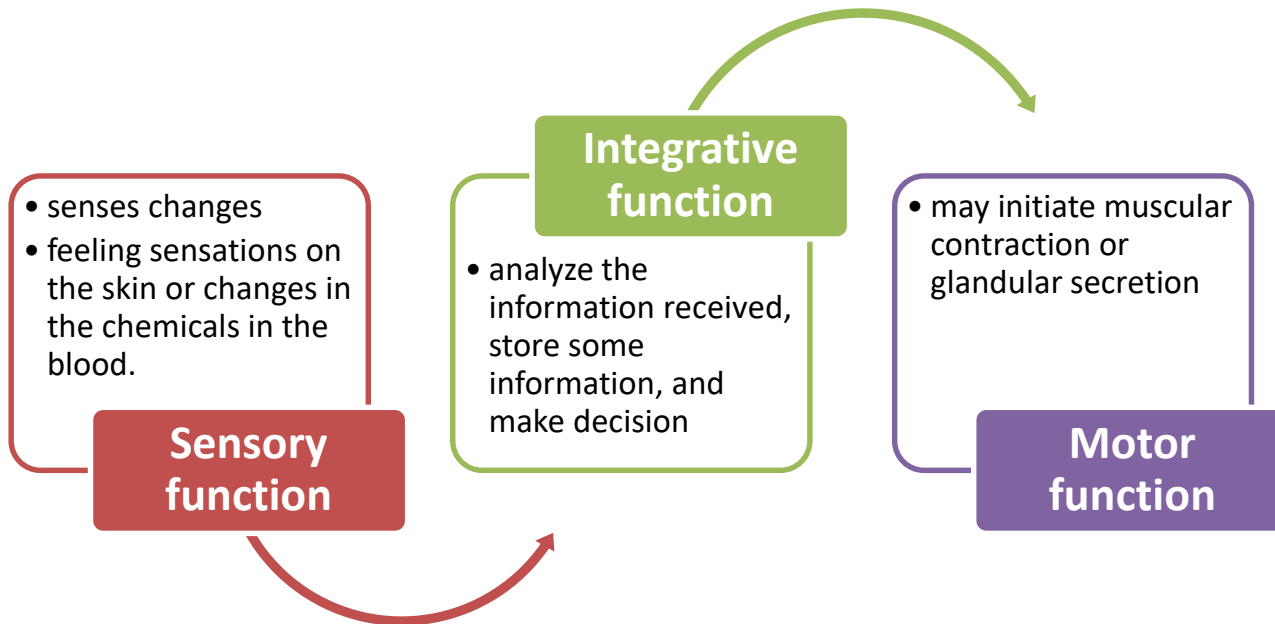 • senses changes
• feeling sensations on
the skin or changes in
the chemicals in the
blood.
Sensory
function
Integrative
function
• analyze the
information received,
store some
information, and
make decision
• may initiate muscular
contraction or
glandular secretion
Motor
function